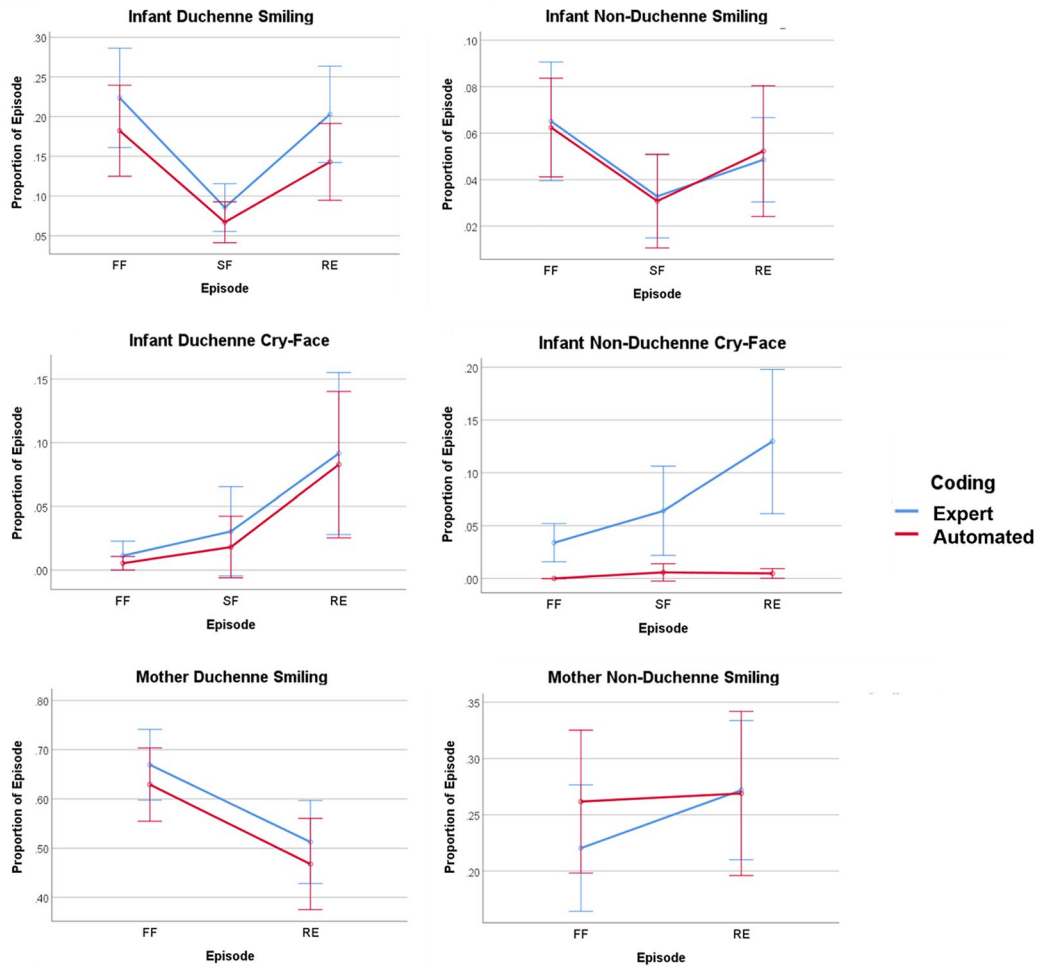 Infant Duchenne Smiling
.30
.25
.20
.15
.10
.05
Proportion of Episode
FF SF RE
Episode
Infant Non-Duchenne Smiling
.10
.08
.06
.04
.02
Proportion of Episode
FF SF RE
Episode
Infant Duchenne Cry-Face
.15
.10
.05
.00
Proportion of Episode
FF SF RE
Episode
Infant Non-Duchenne Cry-Face
.20
.15
.10
.05
.00
Proportion of Episode
FF SF RE
Episode
Coding
Expert
Automated
Mother Duchenne Smiling
.80
.70
.60
.50
.40
Proportion of Episode
FF RE
Episode
Mother Non-Duchenne Smiling
.35
.30
.25
.20
Proportion of Episode
FF RE
Episode